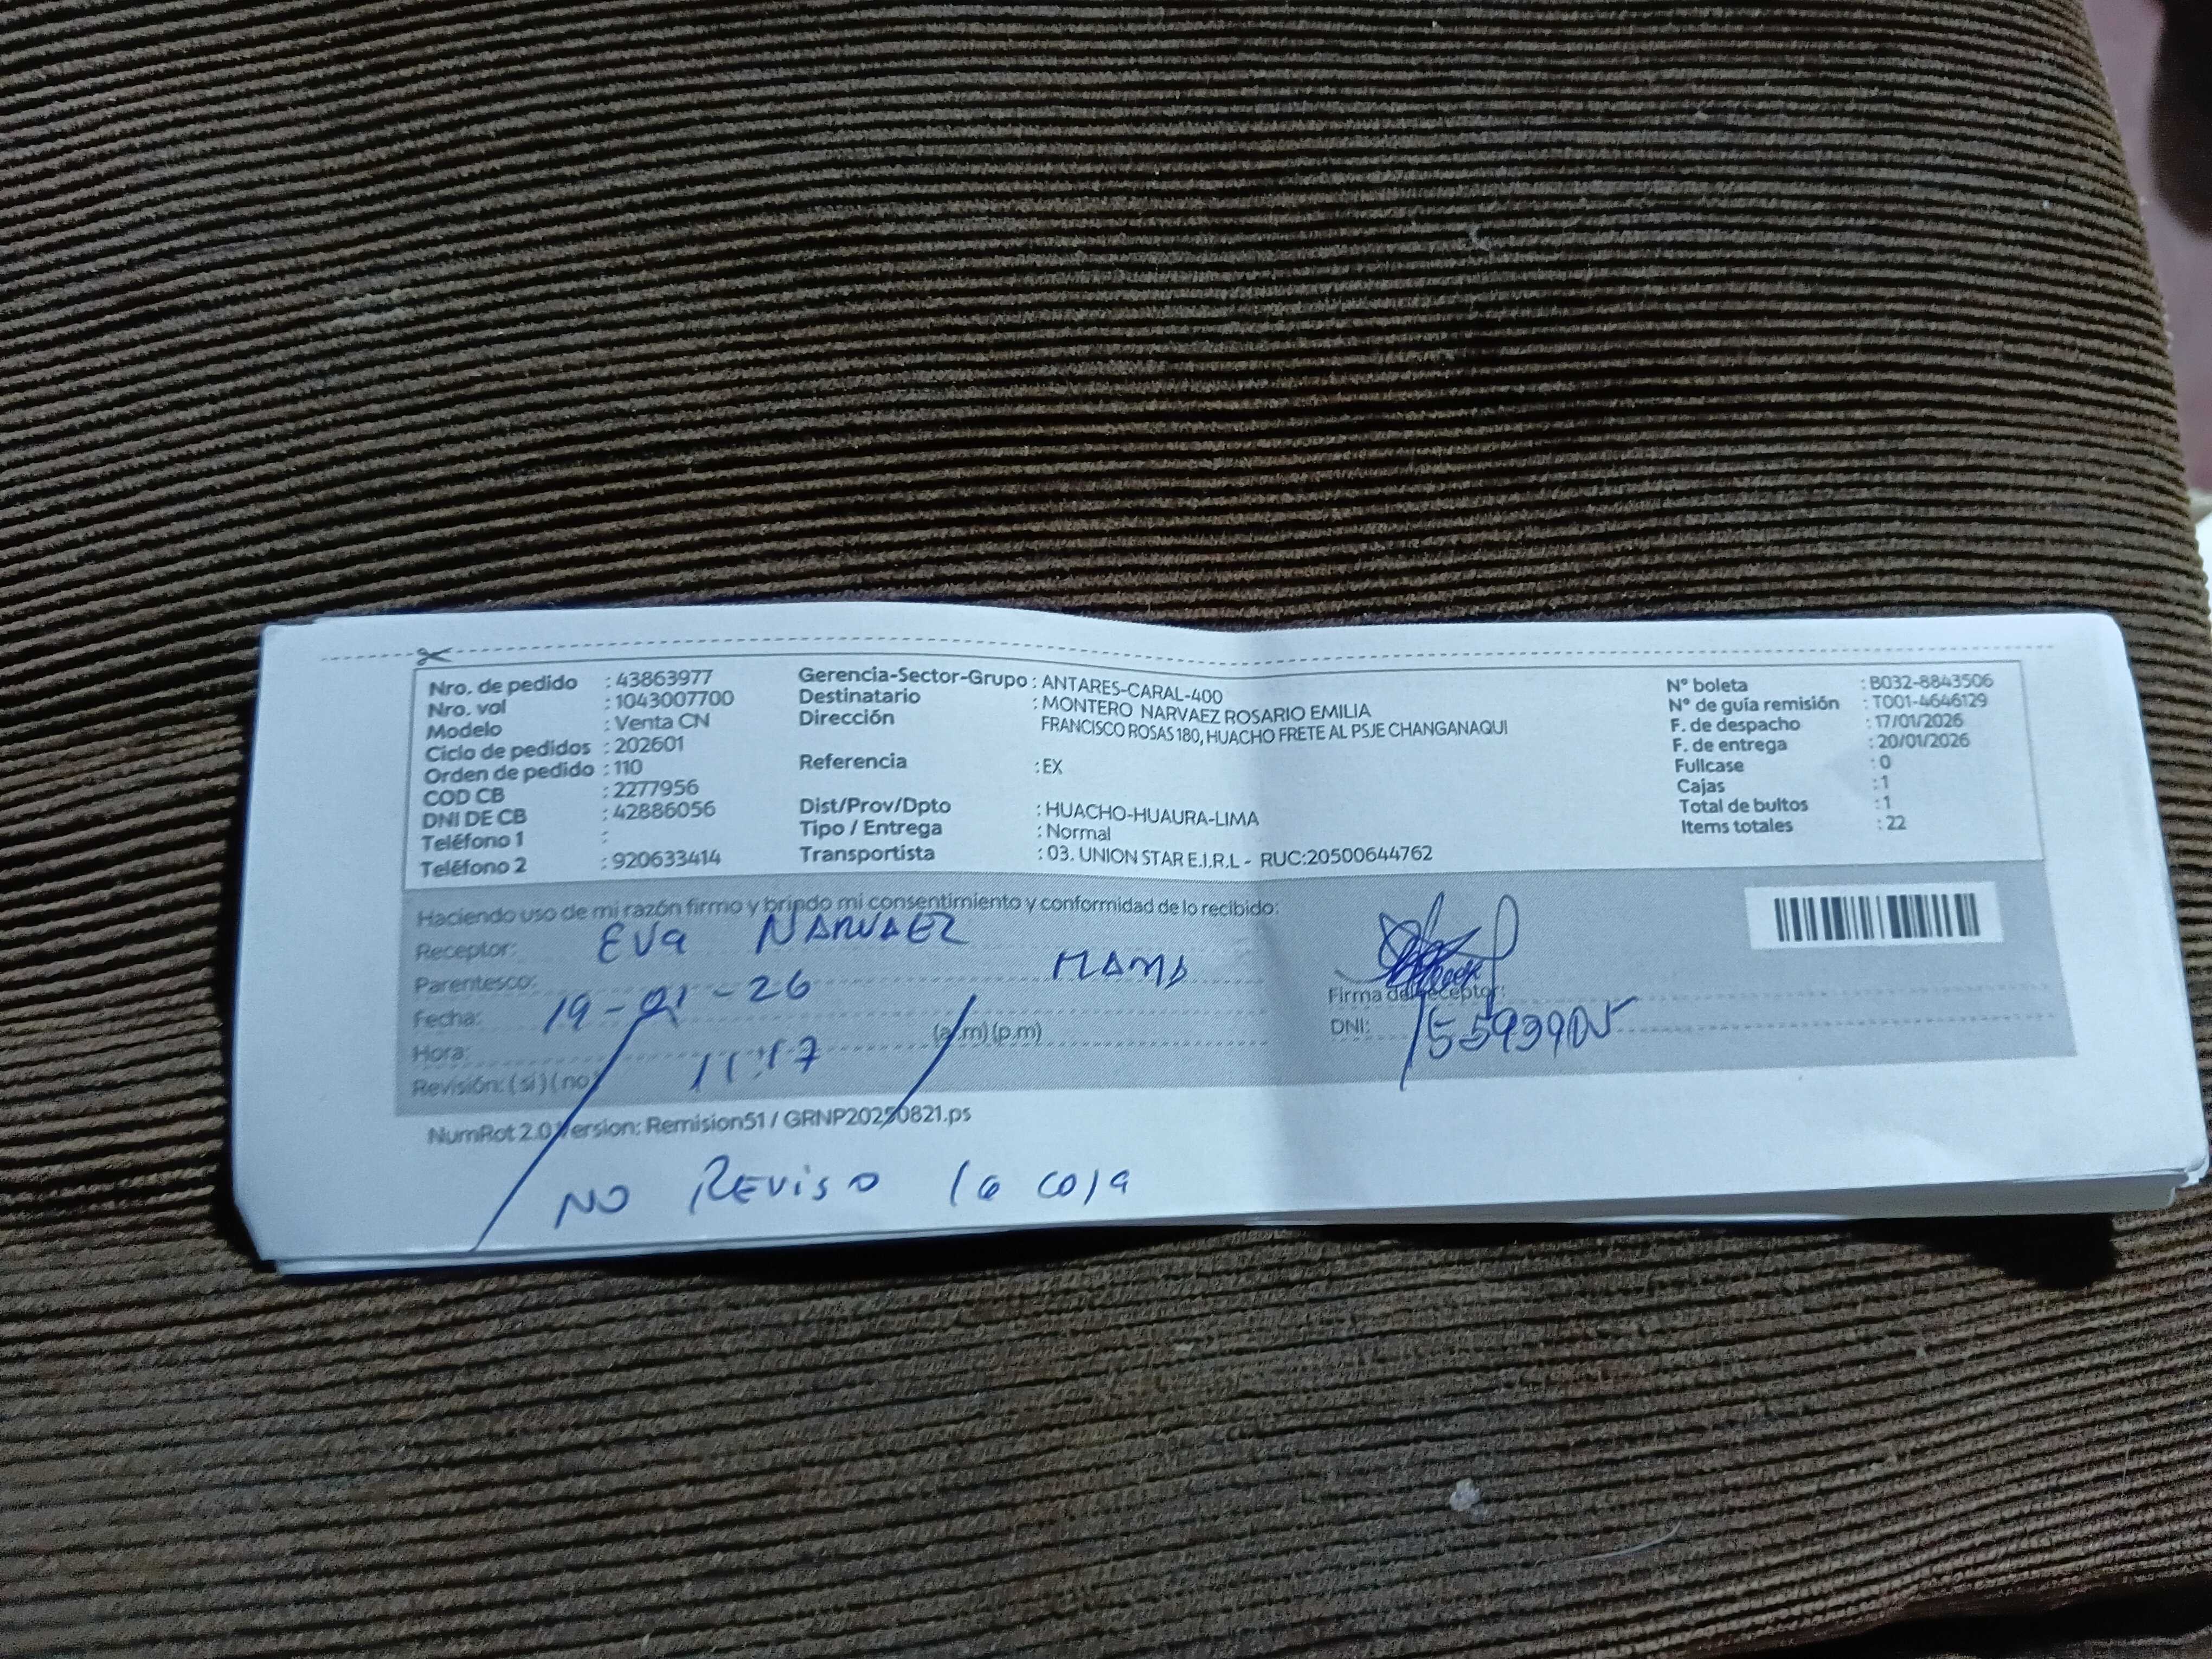 Nro. de pedido : 43863977
Nro. vol : 1043007700
Modelo : Venta CN
Ciclo de pedidos : 202601
Orden de pedido : 110
COD CB : 2277956
DNI DE CB : 42886056
Teléfono 1 :
Teléfono 2 : 920633414
Gerencia-Sector-Grupo : ANTARES-CARAL-400
Destinatario : MONTERO NARVAEZ ROSARIO EMILIA
Dirección FRANCISCO ROSAS 180, HUACHO FRETE AL PSJE CHANGANAQUI
Referencia : EX
Dist/Prov/Dpto : HUACHO-HUAURA-LIMA
Tipo / Entrega : Normal
Transportista : 03. UNION STAR E.I.R.L - RUC:20500644762
N° boleta : B032-8843506
N° de guía remisión : T001-4646129
F. de despacho : 17/01/2026
F. de entrega : 20/01/2026
Fullcase : 0
Cajas : 1
Total de bultos : 1
Items totales : 22
Haciendo uso de mi razón firmo y brindo mi consentimiento y conformidad de lo recibido:
Receptor: EVa NARVAEZ
Parentesco: MAMA
Fecha: 19-01-26
Hora: 11:17 (a.m) (p.m)
Revisión: (si) (no)
Firma del receptor:
DNI:
NumRot 2.0 Version: Remision51 / GRNP20250821.ps
NO REViSO la caja